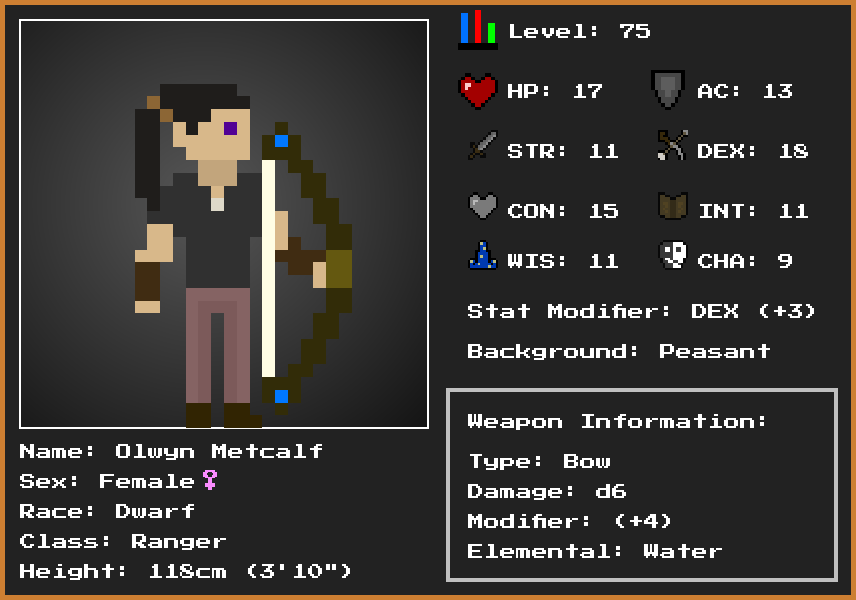 Level: 75
HP: 17
AC: 13
STR: 11
DEX: 18
CON: 15
INT: 11
WIS: 11
CHA: 9
Stat Modifier: DEX (+3)
Background: Peasant
Weapon Information:
Type: Bow
Damage: d6
Modifier: (+4)
Elemental: Water
Name: Olwyn Metcalf
Sex: Female♀
Race: Dwarf
Class: Ranger
Height: 118cm (3'10")